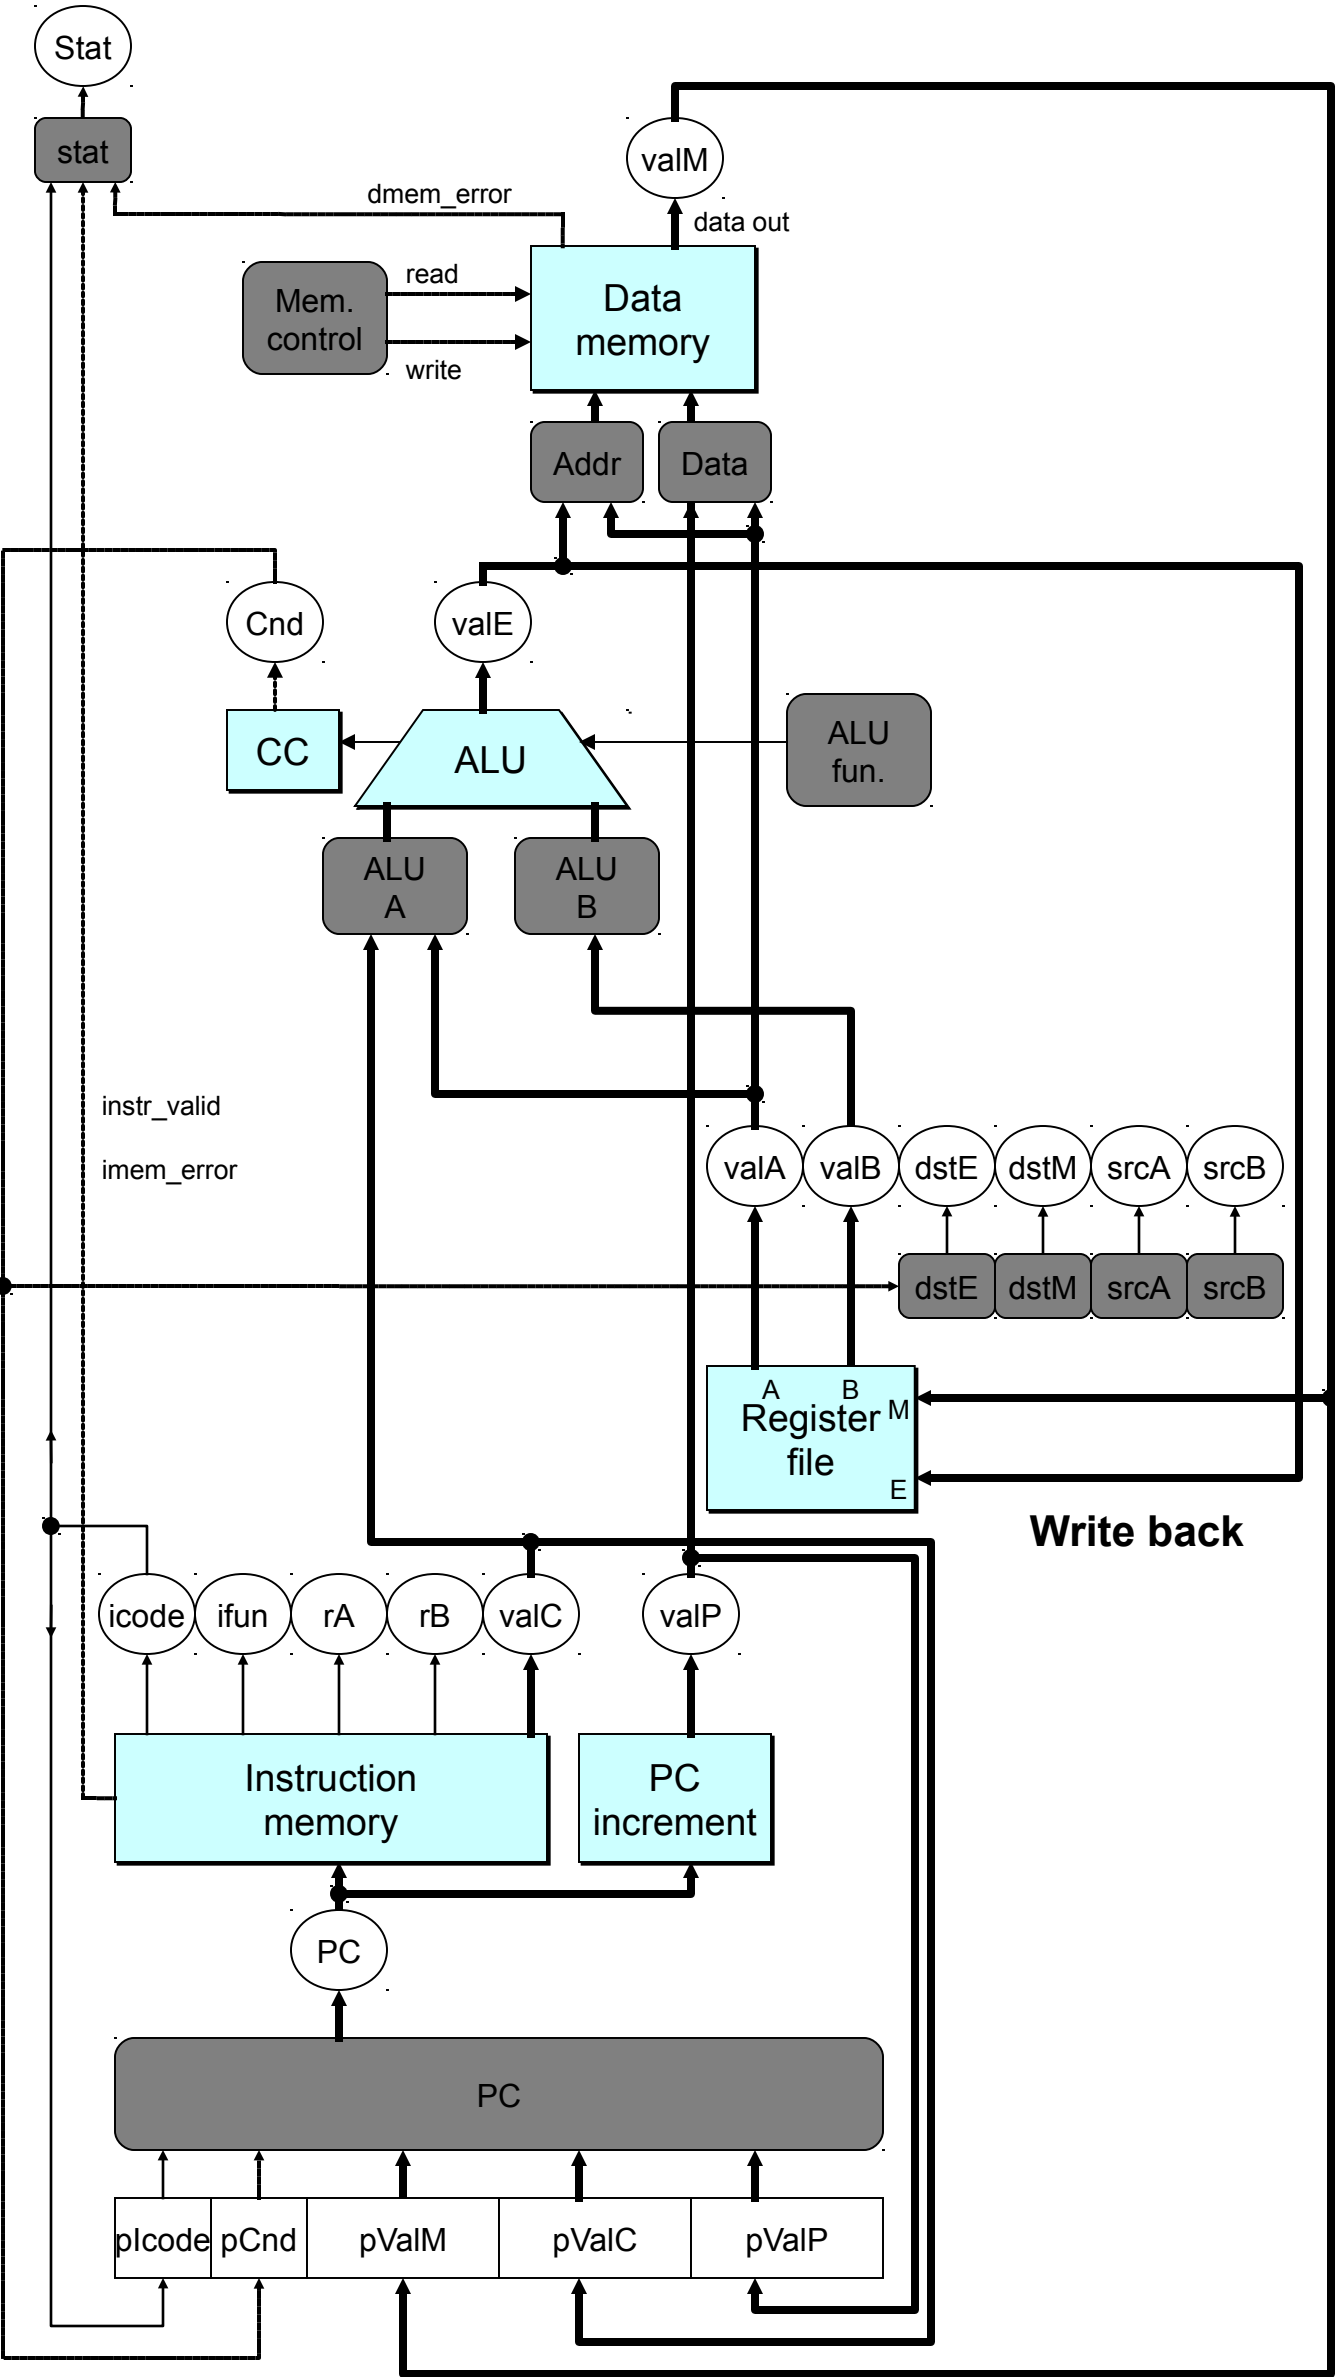 Stat
stat
valM
dmem_error
data out
read
Mem.
control
Data
memory
write
Addr
Data
Cnd
valE
CC
ALU
ALU
fun.
ALU
A
ALU
B
instr_valid
imem_error
valA
valB
dstE
dstM
srcA
srcB
dstE
dstM
srcA
srcB
A
B
M
Register
file
E
Write back
icode
ifun
rA
rB
valC
valP
Instruction
memory
PC
increment
PC
PC
pIcode
pCnd
pValM
pValC
pValP